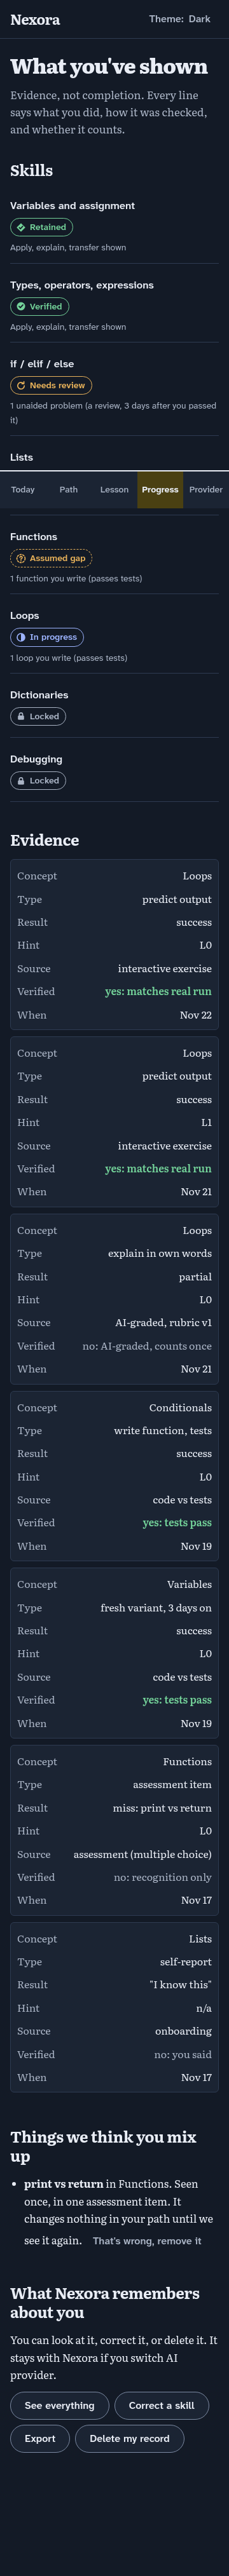 Nexora
Theme: Dark
What you've shown
Evidence, not completion. Every line
says what you did, how it was checked,
and whether it counts.
Skills
Variables and assignment
Retained
Apply, explain, transfer shown
Types, operators, expressions
Verified
Apply, explain, transfer shown
if / elif / else
Needs review
1 unaided problem (a review, 3 days after you passed
it)
Lists
Today Path Lesson Progress Provider
Functions
Assumed gap
1 function you write (passes tests)
Loops
In progress
1 loop you write (passes tests)
Dictionaries
Locked
Debugging
Locked
Evidence
Concept Loops
Type predict output
Result success
Hint L0
Source interactive exercise
Verified yes: matches real run
When Nov 22
Concept Loops
Type predict output
Result success
Hint L1
Source interactive exercise
Verified yes: matches real run
When Nov 21
Concept Loops
Type explain in own words
Result partial
Hint L0
Source AI-graded, rubric v1
Verified no: AI-graded, counts once
When Nov 21
Concept Conditionals
Type write function, tests
Result success
Hint L0
Source code vs tests
Verified yes: tests pass
When Nov 19
Concept Variables
Type fresh variant, 3 days on
Result success
Hint L0
Source code vs tests
Verified yes: tests pass
When Nov 19
Concept Functions
Type assessment item
Result miss: print vs return
Hint L0
Source assessment (multiple choice)
Verified no: recognition only
When Nov 17
Concept Lists
Type self-report
Result "I know this"
Hint n/a
Source onboarding
Verified no: you said
When Nov 17
Things we think you mix
up
• print vs return in Functions. Seen
once, in one assessment item. It
changes nothing in your path until we
see it again. That's wrong, remove it
What Nexora remembers
about you
You can look at it, correct it, or delete it. It
stays with Nexora if you switch AI
provider.
See everything Correct a skill
Export Delete my record